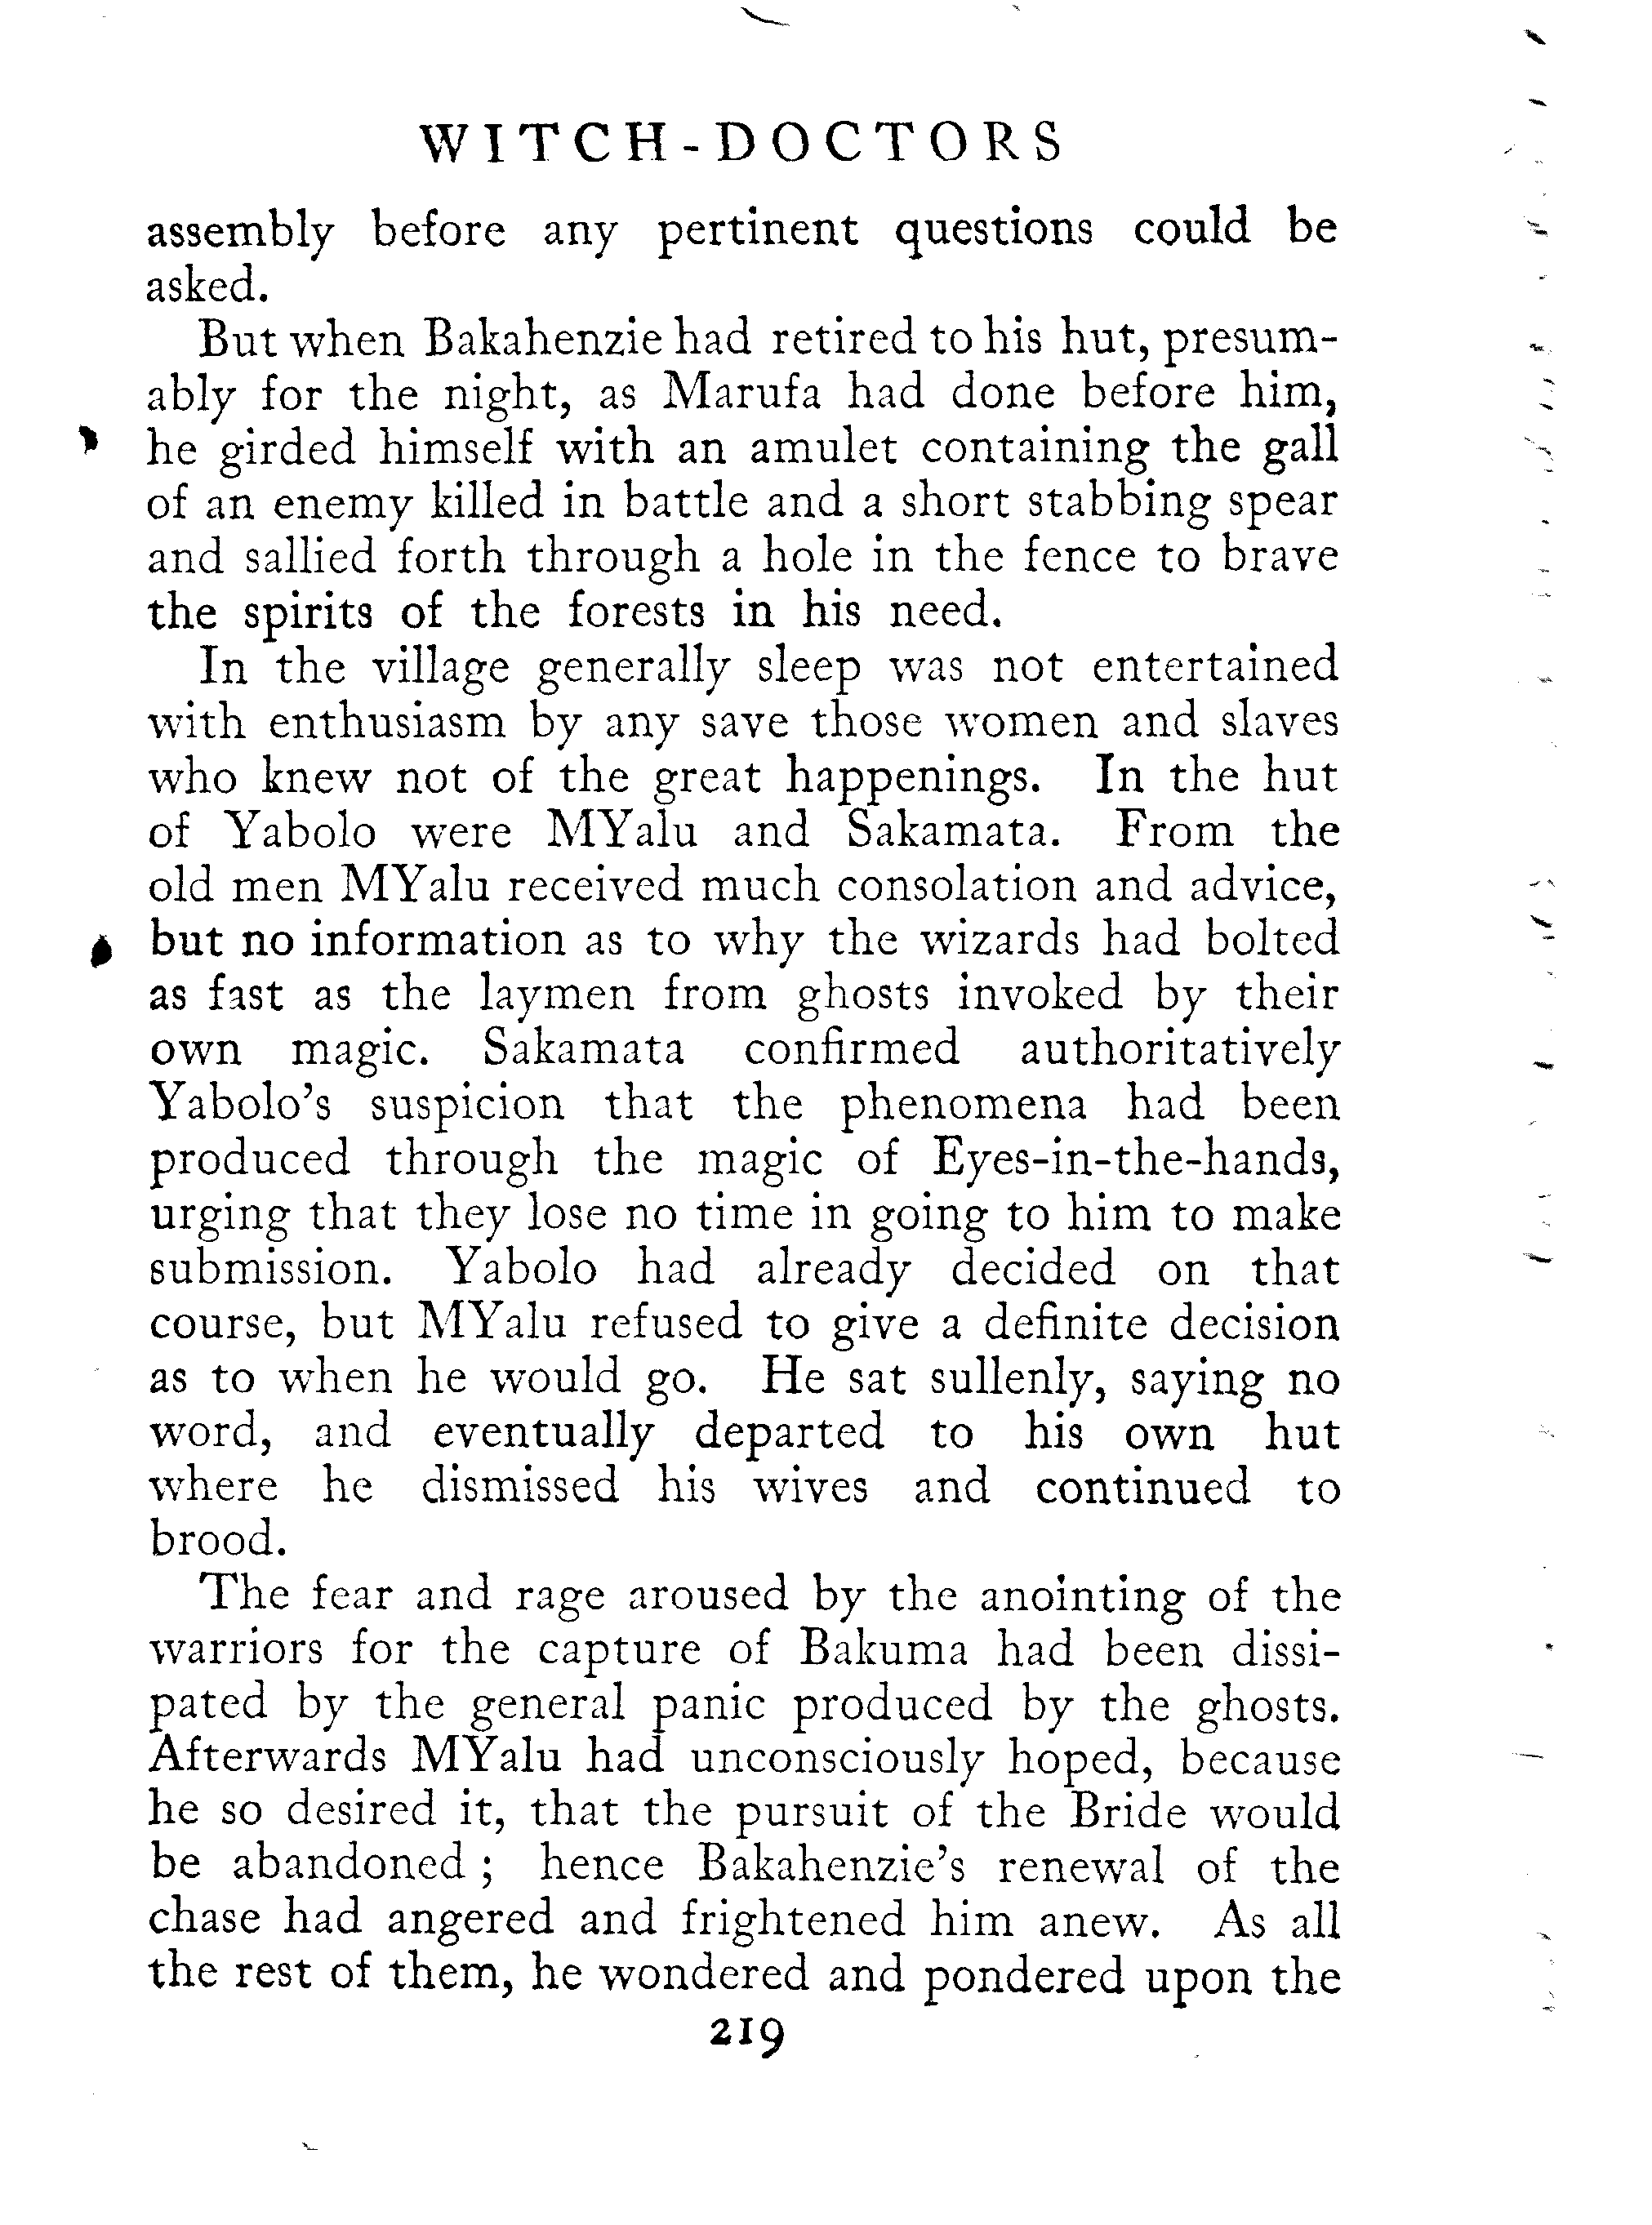 WITCH-DOCTORS
assembly before any pertinent questions could be
asked.
But when Bakahenzie had retired to his hut, presum-
ably for the night, as Marufa had done before him,
he girded himself with an amulet containing the gall
of an enemy killed in battle and a short stabbing spear
and sallied forth through a hole in the fence to brave
the spirits of the forests in his need.
In the village generally sleep was not entertained
with enthusiasm by any save those women and slaves
who knew not of the great happenings. In the hut
of Yabolo were MYalu and Sakamata. From the
old men MYalu received much consolation and advice,
but no information as to why the wizards had bolted
as fast as the laymen from ghosts invoked by their
own magic. Sakamata confirmed authoritatively
Yabolo's suspicion that the phenomena had been
produced through the magic of Eyes-in-the-hands,
urging that they lose no time in going to him to make
submission. Yabolo had already decided on that
course, but MYalu refused to give a definite decision
as to when he would go. He sat sullenly, saying no
word, and eventually departed to his own hut
where he dismissed his wives and continued to
brood.
The fear and rage aroused by the anointing of the
warriors for the capture of Bakuma had been dissi-
pated by the general panic produced by the ghosts.
Afterwards MYalu had unconsciously hoped, because
he so desired it, that the pursuit of the Bride would
be abandoned ; hence Bakahenzie's renewal of the
chase had angered and frightened him anew. As all
the rest of them, he wondered and pondered upon the
219